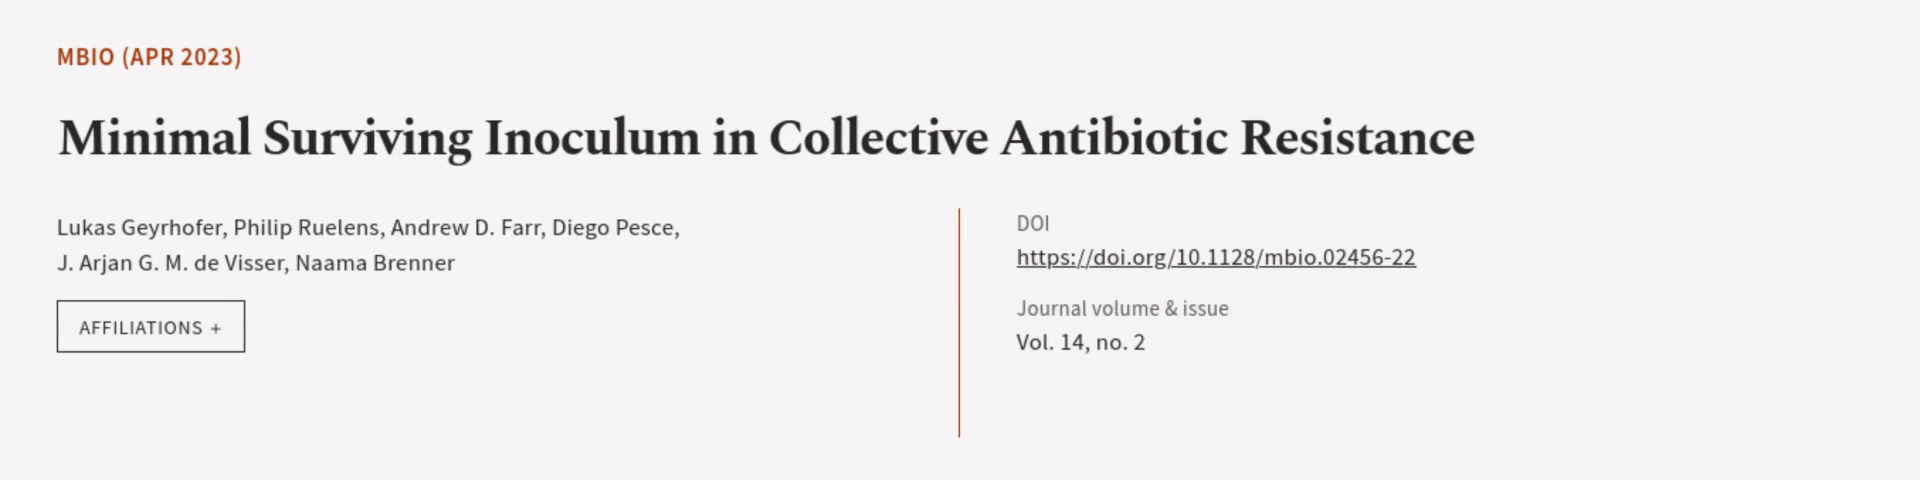 MBIO (APR 2023)
Minimal Surviving Inoculum in Collective Antibiotic Resistance
Lukas Geyrhofer, Philip Ruelens, Andrew D. Farr, Diego Pesce,
J. Arjan G. M. de Visser, Naama Brenner
AFFILIATIONS +
DOI
https://doi.org/10.1128/mbio.02456-22
Journal volume & issue
Vol. 14, no. 2